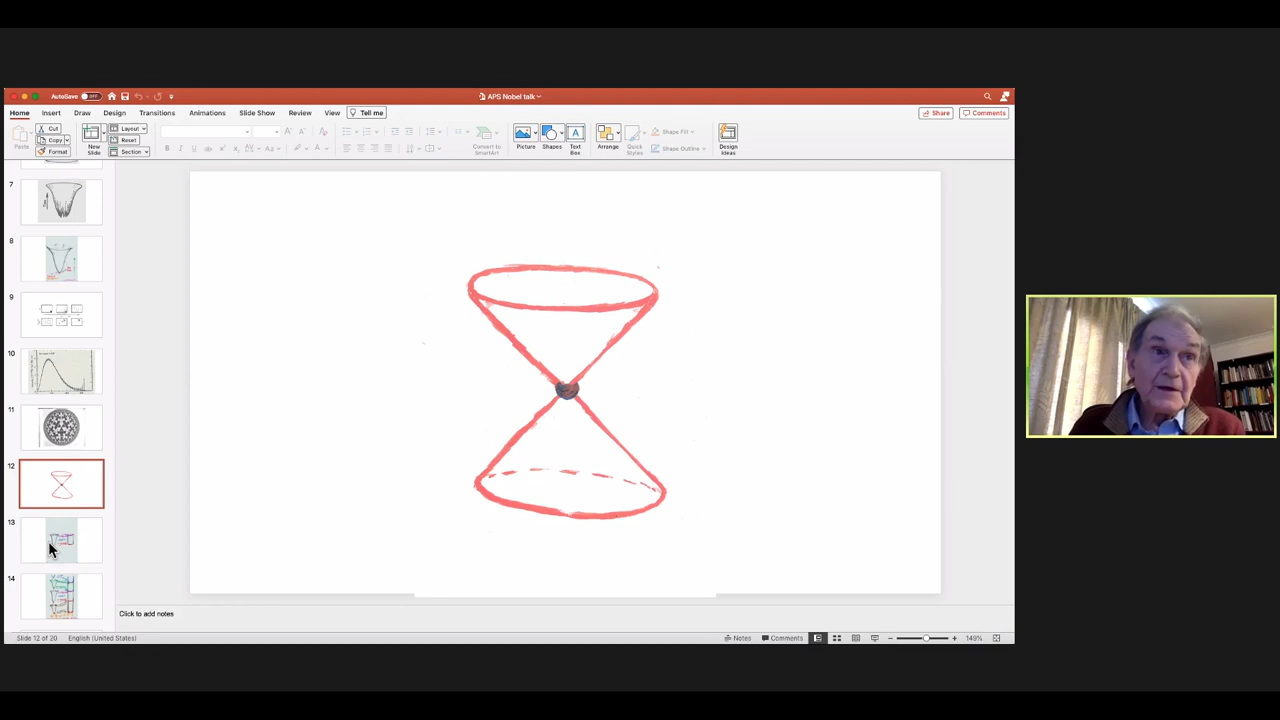 AutoSave OFF
APS Nobel talk
Home Insert Draw Design Transitions Animations Slide Show Review View Tell me
Share Comments
Paste
Cut
Copy
Format
New Slide
Layout
Reset
Section
Convert to SmartArt
Picture
Shapes
Text Box
Arrange
Quick Styles
Shape Fill
Shape Outline
Design Ideas
7
8
9
10
11
12
13
14
Click to add notes
Slide 12 of 20 English (United States)
Notes Comments 149%